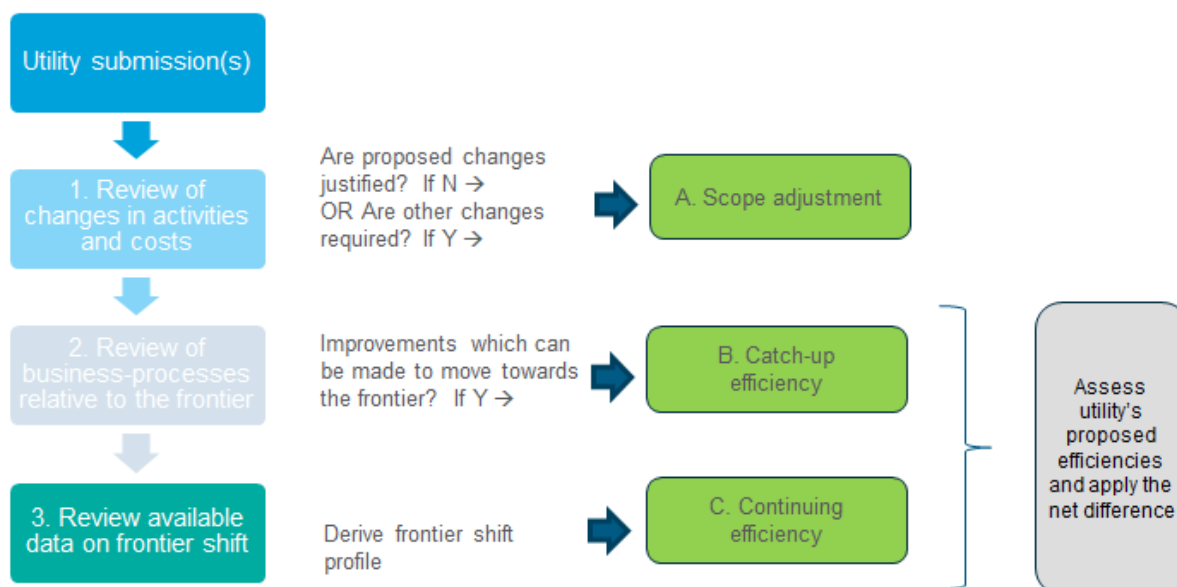 Utility submission(s)
1. Review of
changes in activities
and costs
Are proposed changes
justified? If N →
OR Are other changes
required? If Y →
A. Scope adjustment
2. Review of
business-processes
relative to the frontier
Improvements which can
be made to move towards
the frontier? If Y →
B. Catch-up
efficiency
3. Review available
data on frontier shift
Derive frontier shift
profile
C. Continuing
efficiency
Assess
utility's
proposed
efficiencies
and apply the
net difference